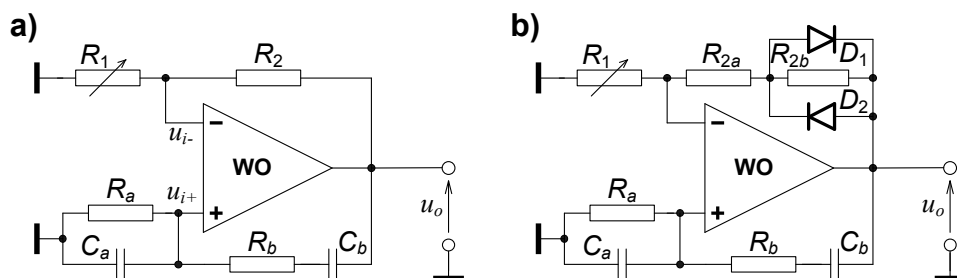 a)
R1
R2
ui-
−
WO
Ra
ui+
+
uo
Ca
Rb
Cb
b)
R1
R2a
R2b
D1
D2
−
WO
Ra
+
uo
Ca
Rb
Cb